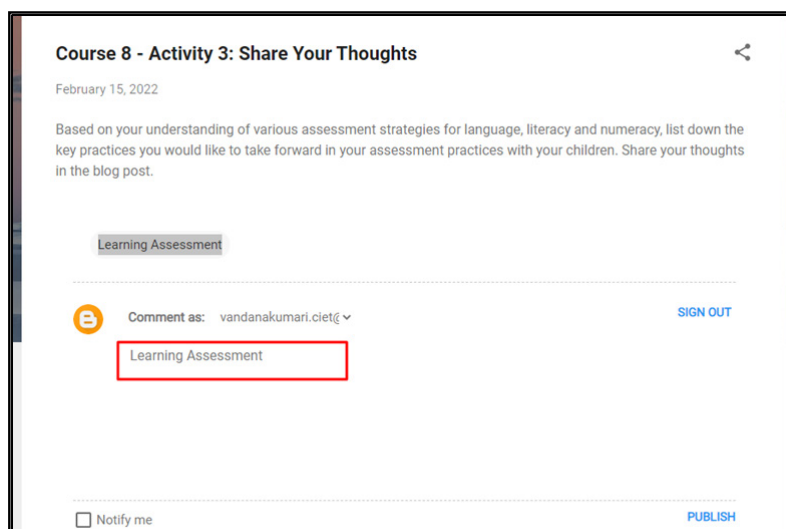 Course 8 - Activity 3: Share Your Thoughts
February 15, 2022
Based on your understanding of various assessment strategies for language, literacy and numeracy, list down the
key practices you would like to take forward in your assessment practices with your children. Share your thoughts
in the blog post.
Learning Assessment
Comment as: vandanakumari.ciet@
SIGN OUT
Learning Assessment
Notify me
PUBLISH